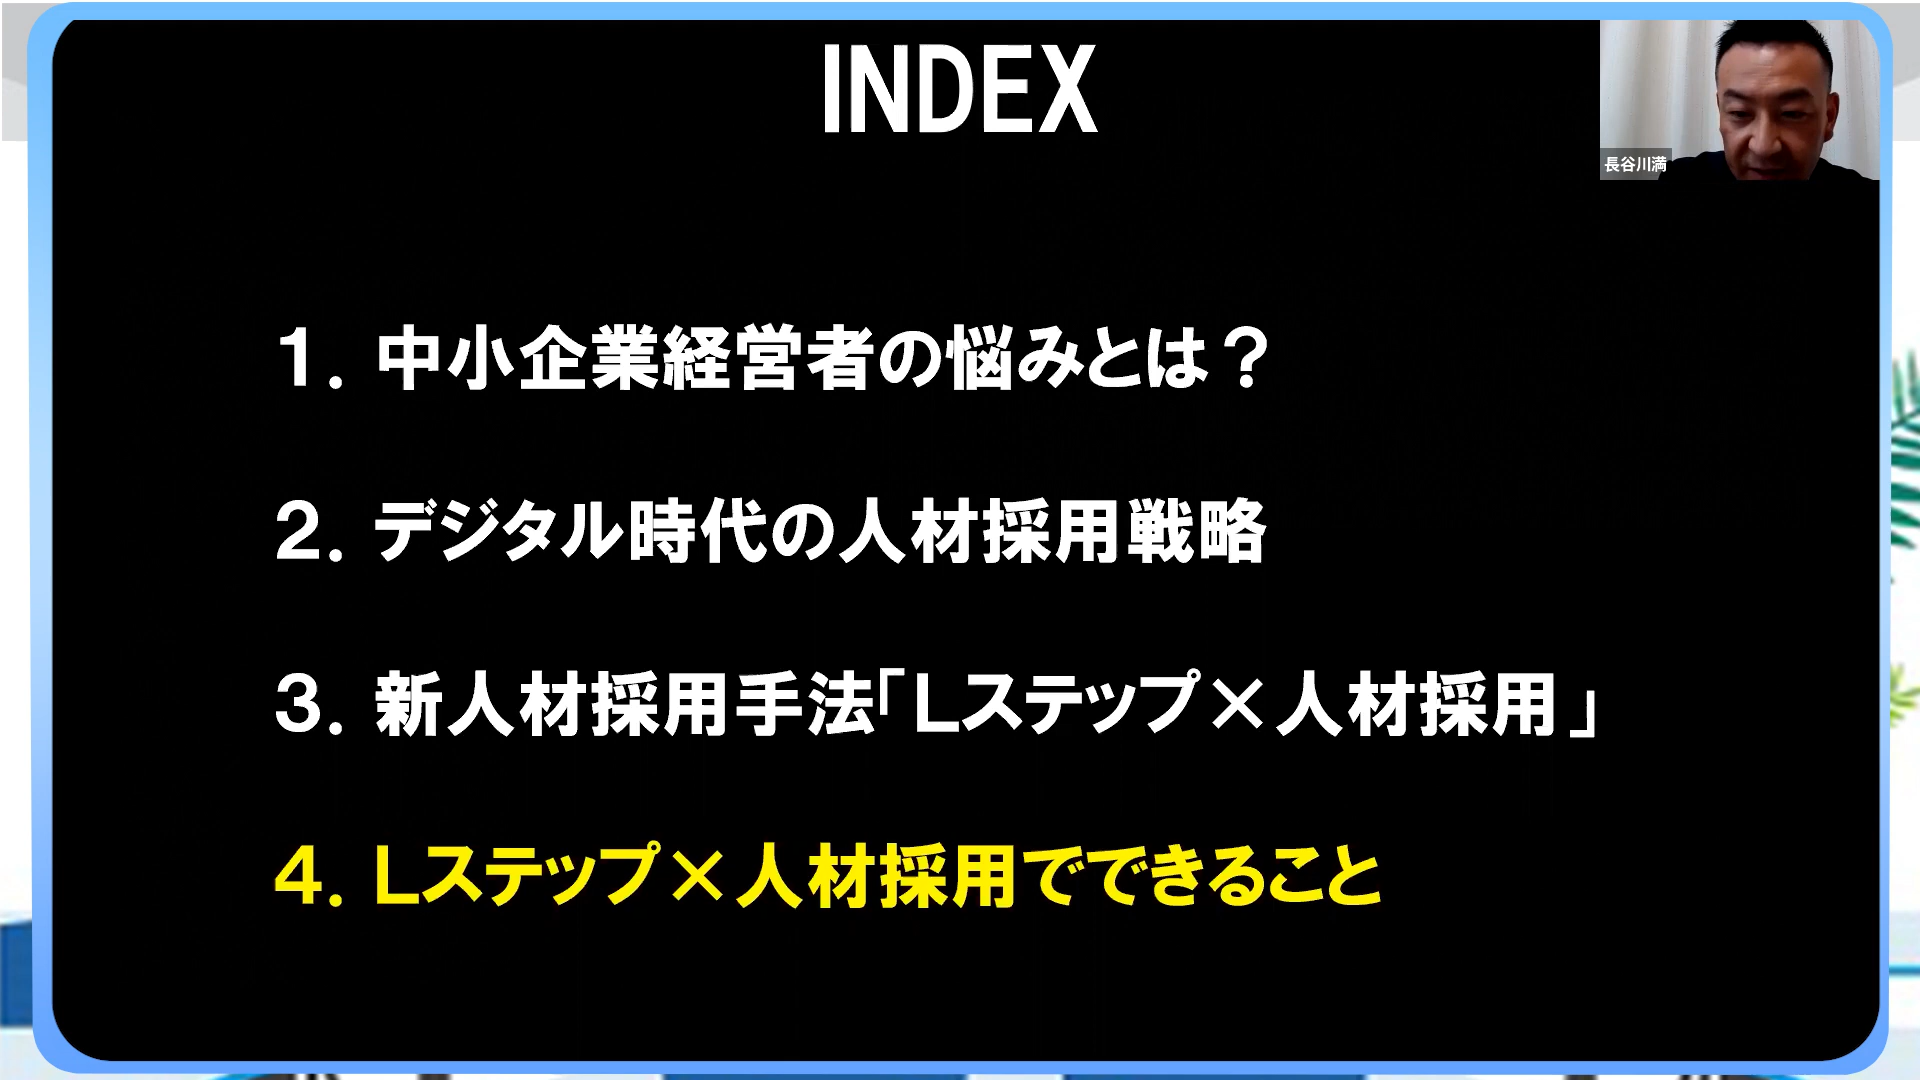 INDEX
長谷川満
１．中小企業経営者の悩みとは？
２．デジタル時代の人材採用戦略
３．新人材採用手法「Ｌステップ×人材採用」
４．Ｌステップ×人材採用でできること